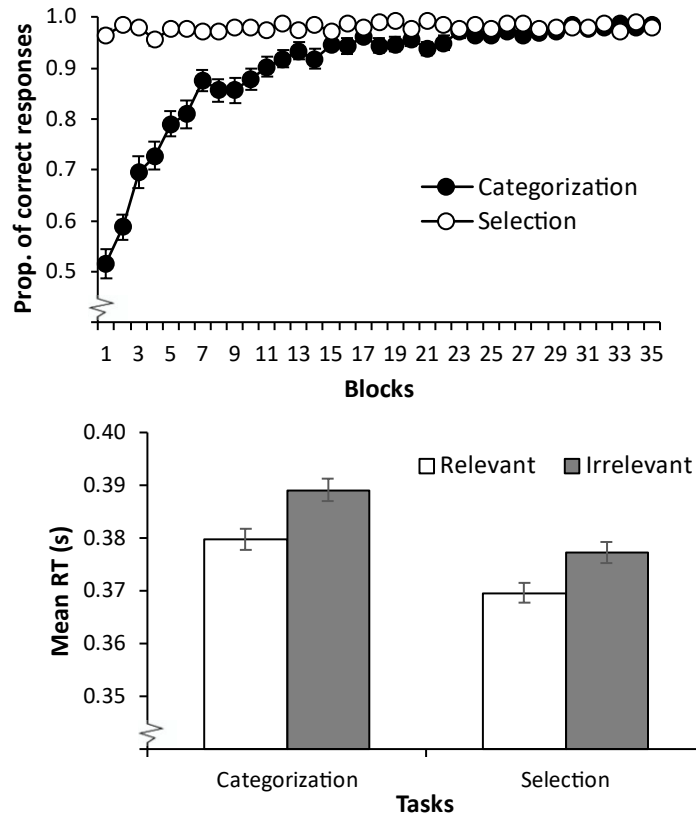 Prop. of correct responses
1.0
0.9
0.8
0.7
0.6
0.5
Categorization
Selection
1 3 5 7 9 11 13 15 17 19 21 23 25 27 29 31 33 35
Blocks
Mean RT (s)
0.40
0.39
0.38
0.37
0.36
0.35
Relevant Irrelevant
Categorization Selection
Tasks